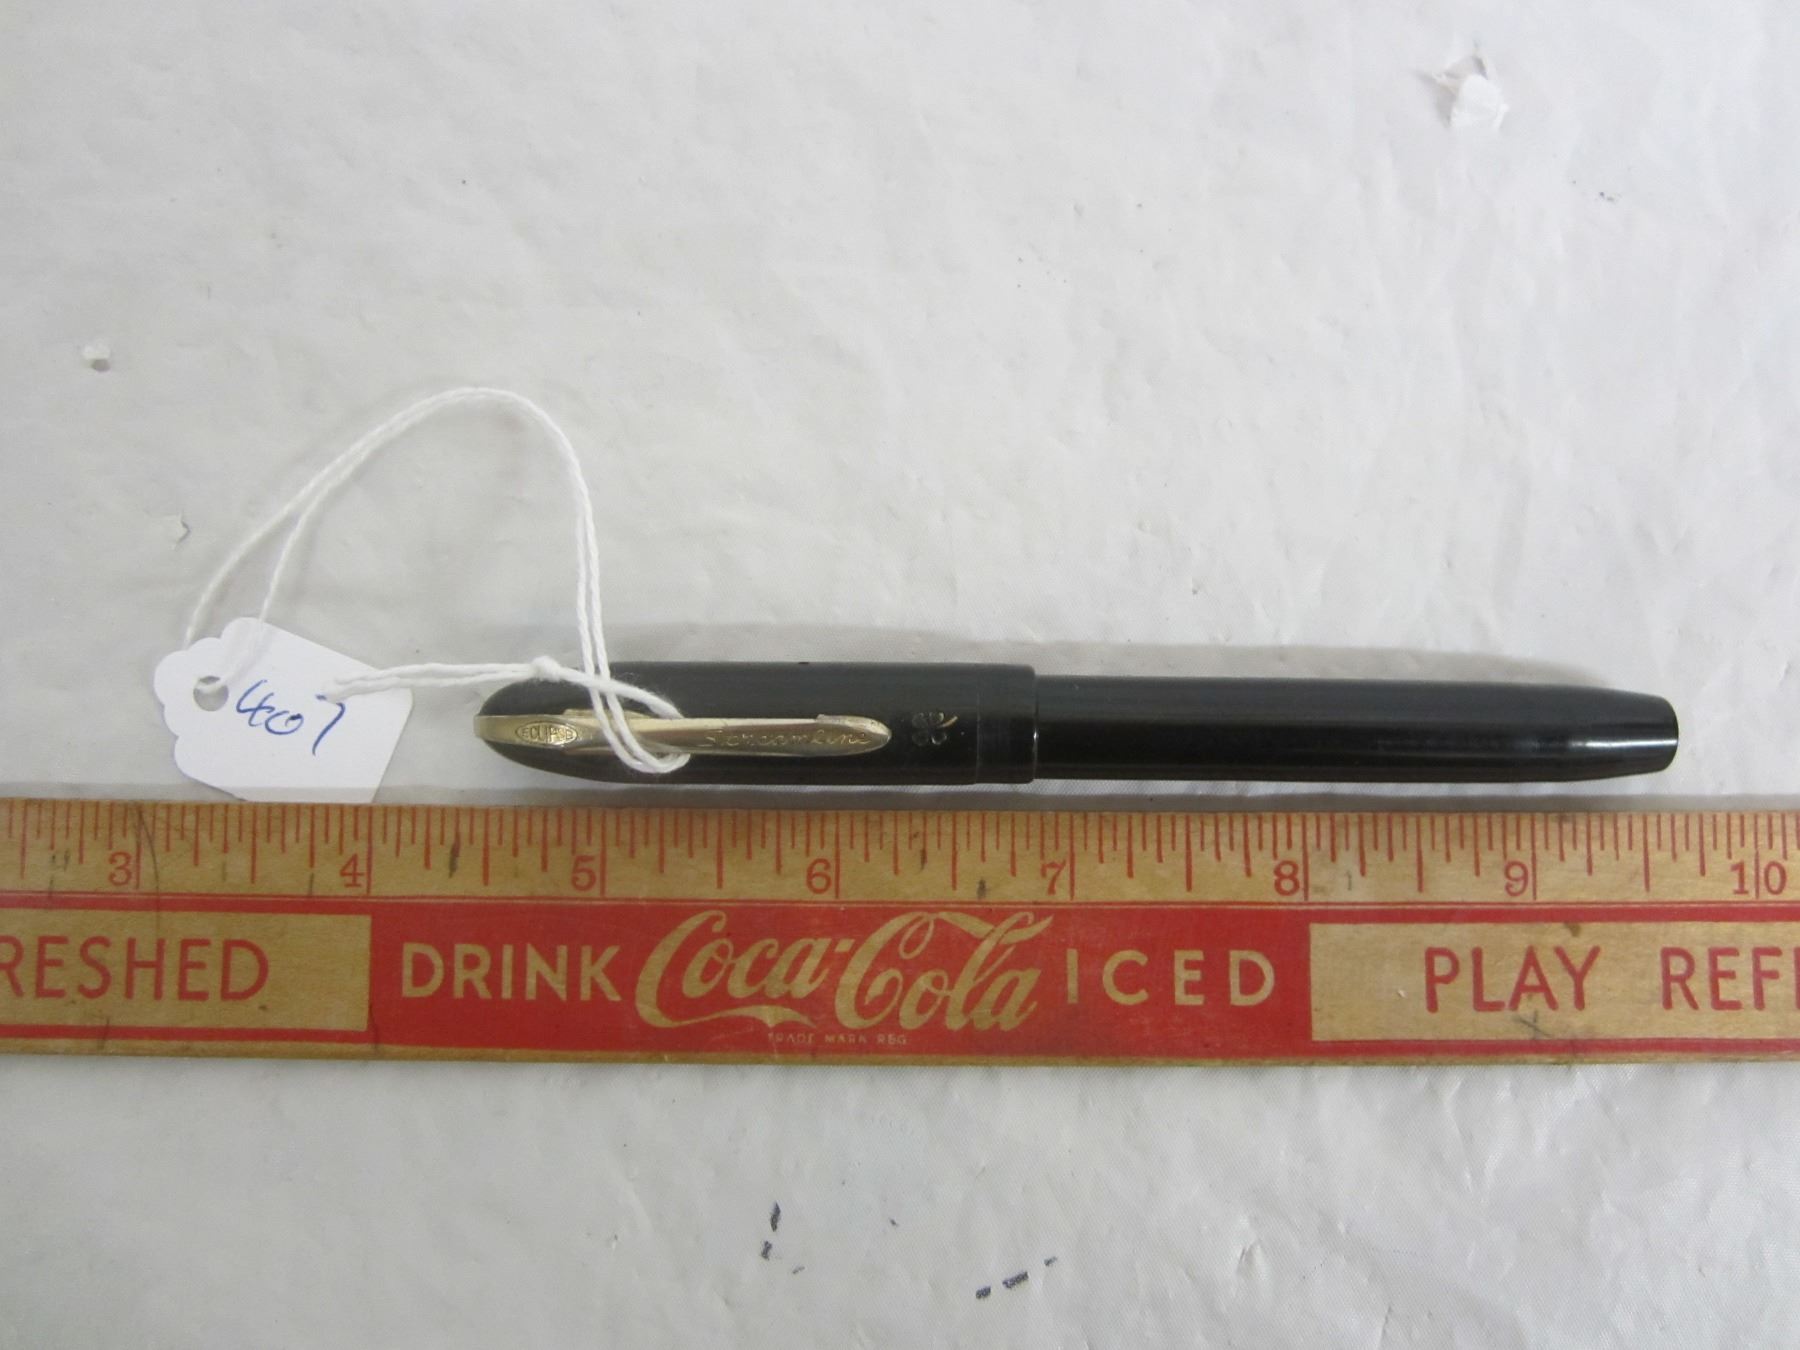 407
ECLIPSE
Streamline
3 4 5 6 7 8 9 10
RESHED
DRINK Coca-Cola ICED
TRADE MARK REG
PLAY REF